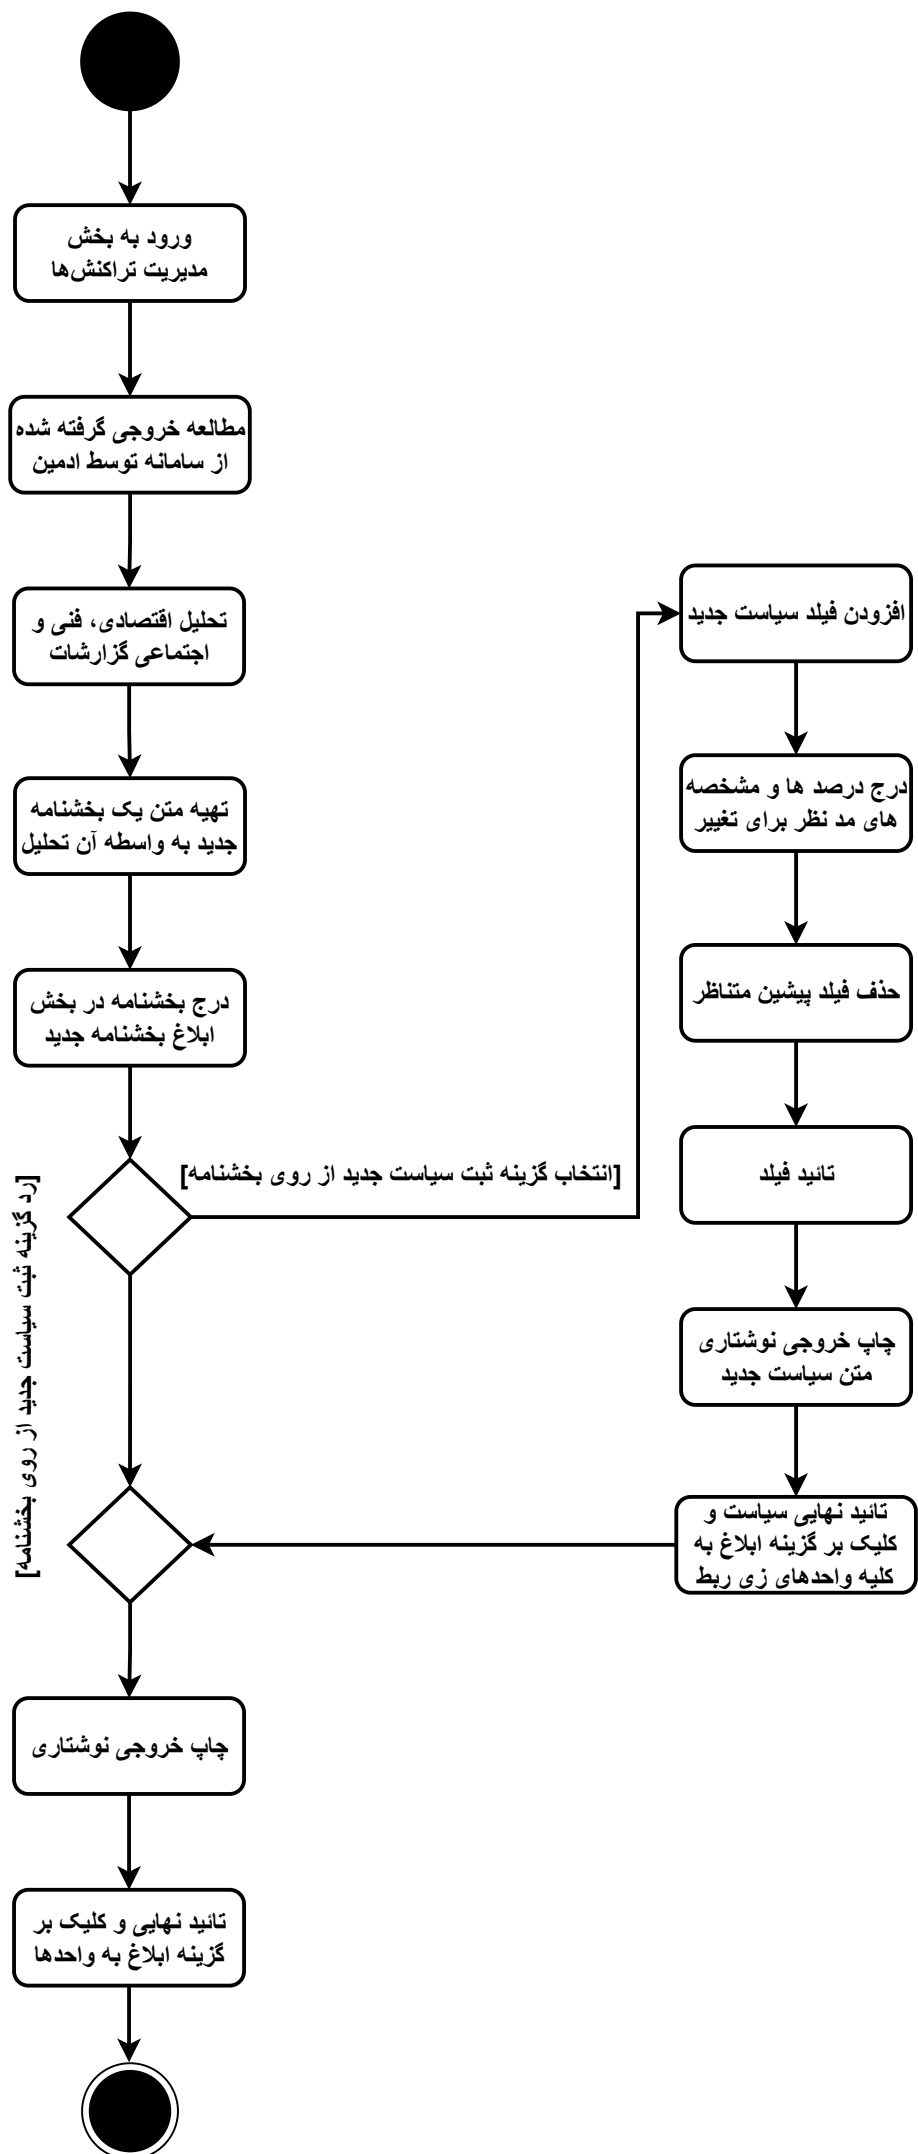 ورود به بخش
مدیریت تراکنش‌ها
مطالعه خروجی گرفته شده
از سامانه توسط ادمین
تحلیل اقتصادی، فنی و
اجتماعی گزارشات
تهیه متن یک بخشنامه
جدید به واسطه آن تحلیل
درج بخشنامه در بخش
ابلاغ بخشنامه جدید
[انتخاب گزینه ثبت سیاست جدید از روی بخشنامه]
افزودن فیلد سیاست جدید
درج درصد ها و مشخصه
های مد نظر برای تغییر
حذف فیلد پیشین متناظر
تائید فیلد
چاپ خروجی نوشتاری
متن سیاست جدید
تائید نهایی سیاست و
کلیک بر گزینه ابلاغ به
کلیه واحدهای زی ربط
[رد گزینه ثبت سیاست جدید از روی بخشنامه]
چاپ خروجی نوشتاری
تائید نهایی و کلیک بر
گزینه ابلاغ به واحدها